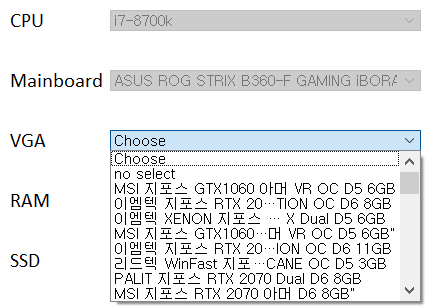 CPU
i7-8700k
Mainboard
ASUS ROG STRIX B360-F GAMING iBORA
VGA
Choose
Choose
no select
MSI 지포스 GTX1060 아머 VR OC D5 6GB
이엠텍 지포스 RTX 20…TION OC D6 8GB
이엠텍 XENON 지포스 … X Dual D5 6GB
MSI 지포스 GTX1060…머 VR OC D5 6GB"
이엠텍 지포스 RTX 20…ION OC D6 11GB
리드텍 WinFast 지포…CANE OC D5 3GB
PALIT 지포스 RTX 2070 Dual D6 8GB
MSI 지포스 RTX 2070 아머 D6 8GB"
RAM
SSD